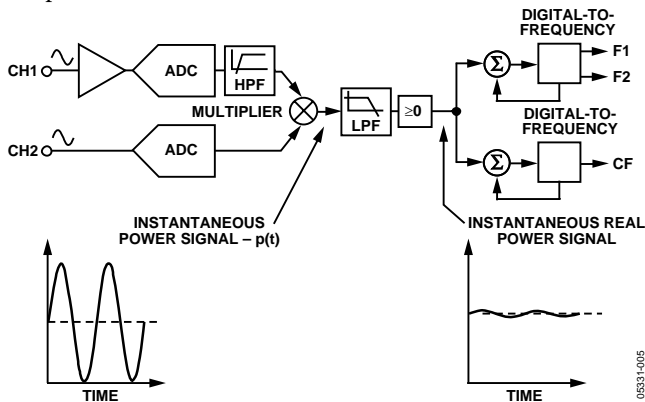 DIGITAL-TO-
FREQUENCY
CH1
ADC
HPF
Σ
F1
F2
MULTIPLIER
LPF
≥0
DIGITAL-TO-
FREQUENCY
CH2
ADC
Σ
CF
INSTANTANEOUS
POWER SIGNAL – p(t)
INSTANTANEOUS REAL
POWER SIGNAL
TIME
TIME
05331-005